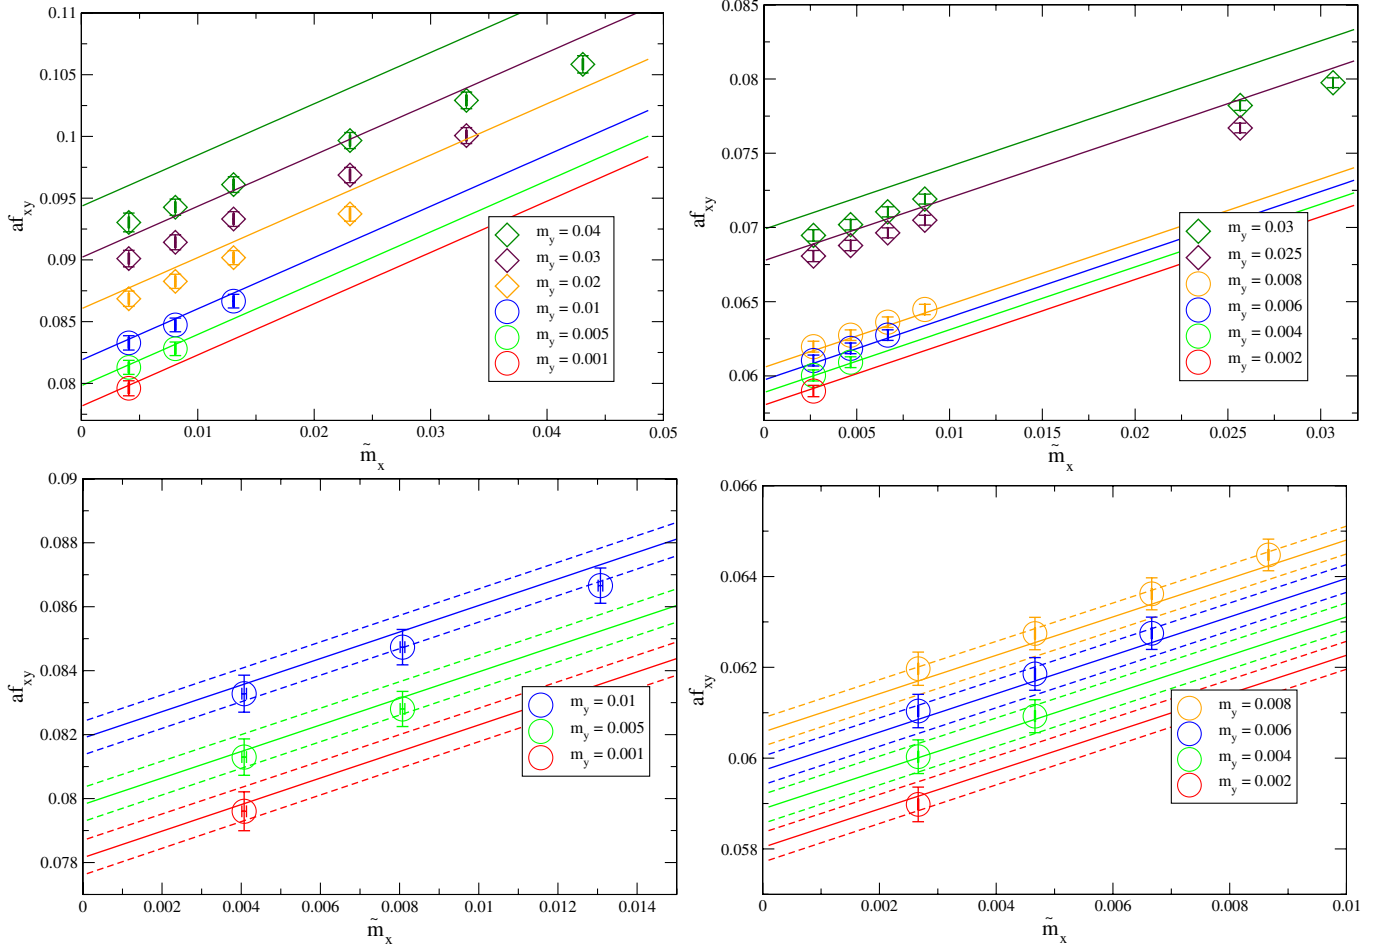 0.11
0.105
0.1
0.095
0.09
0.085
0.08
af_xy
0 0.01 0.02 0.03 0.04 0.05
m̃_x
m_y = 0.04
m_y = 0.03
m_y = 0.02
m_y = 0.01
m_y = 0.005
m_y = 0.001
0.085
0.08
0.075
0.07
0.065
0.06
af_xy
0 0.005 0.01 0.015 0.02 0.025 0.03
m̃_x
m_y = 0.03
m_y = 0.025
m_y = 0.008
m_y = 0.006
m_y = 0.004
m_y = 0.002
0.09
0.088
0.086
0.084
0.082
0.08
0.078
af_xy
0 0.002 0.004 0.006 0.008 0.01 0.012 0.014
m̃_x
m_y = 0.01
m_y = 0.005
m_y = 0.001
0.066
0.064
0.062
0.06
0.058
af_xy
0 0.002 0.004 0.006 0.008 0.01
m̃_x
m_y = 0.008
m_y = 0.006
m_y = 0.004
m_y = 0.002